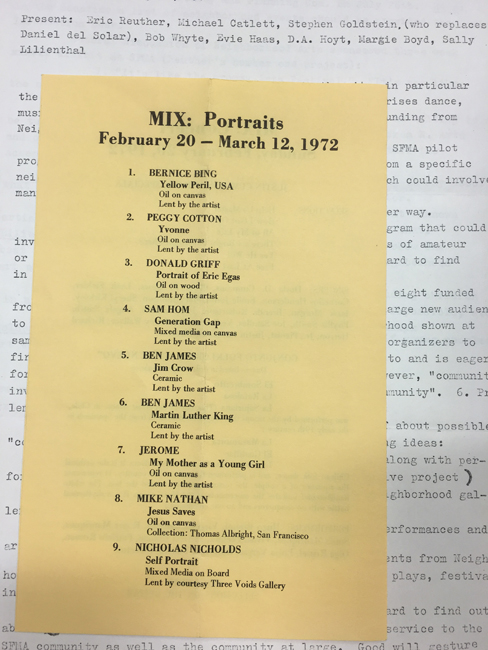 Present: Eric Reuther, Michael Catlett, Stephen Goldstein (who replaces
Daniel del Solar), Bob Whyte, Evie Haas, D.A. Hoyt, Margie Boyd, Sally
Lilienthal
in particular
the
rises dance,
mus
unding from
Nei
SFMA pilot
pro
om a specific
nei
ch could involve
man
er way.
gram that could
inv
s of amateur
or
ard to find
in
eight funded
fro
arge new audien
to
hood shown at
sam
organizers to
fin
to and is eager
for
ever, "communit
inv
munity". 6. Pr
len
about possible
"co
ng ideas:
along with per-
fo
ve project)
ghborhood gal-
le
erformances and
ar
ents from Neigh
ho
plays, festiva
in
ard to find out
ab
service to the
SFMA community as well as the community at large. Good will gesture
MIX: Portraits
February 20 — March 12, 1972
1. BERNICE BING
Yellow Peril, USA
Oil on canvas
Lent by the artist
2. PEGGY COTTON
Yvonne
Oil on canvas
Lent by the artist
3. DONALD GRIFF
Portrait of Eric Egas
Oil on wood
Lent by the artist
4. SAM HOM
Generation Gap
Mixed media on canvas
Lent by the artist
5. BEN JAMES
Jim Crow
Ceramic
Lent by the artist
6. BEN JAMES
Martin Luther King
Ceramic
Lent by the artist
7. JEROME
My Mother as a Young Girl
Oil on canvas
Lent by the artist
8. MIKE NATHAN
Jesus Saves
Oil on canvas
Collection: Thomas Albright, San Francisco
9. NICHOLAS NICHOLDS
Self Portrait
Mixed Media on Board
Lent by courtesy Three Voids Gallery